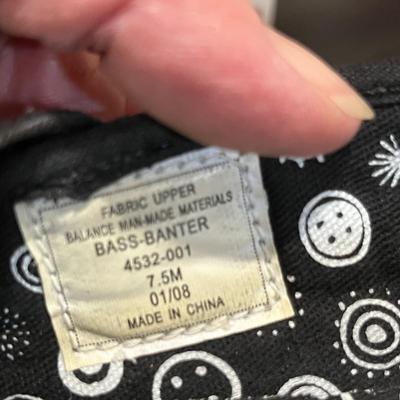 FABRIC UPPER
BALANCE MAN-MADE MATERIALS
BASS-BANTER
4532-001
7.5M
01/08
MADE IN CHINA